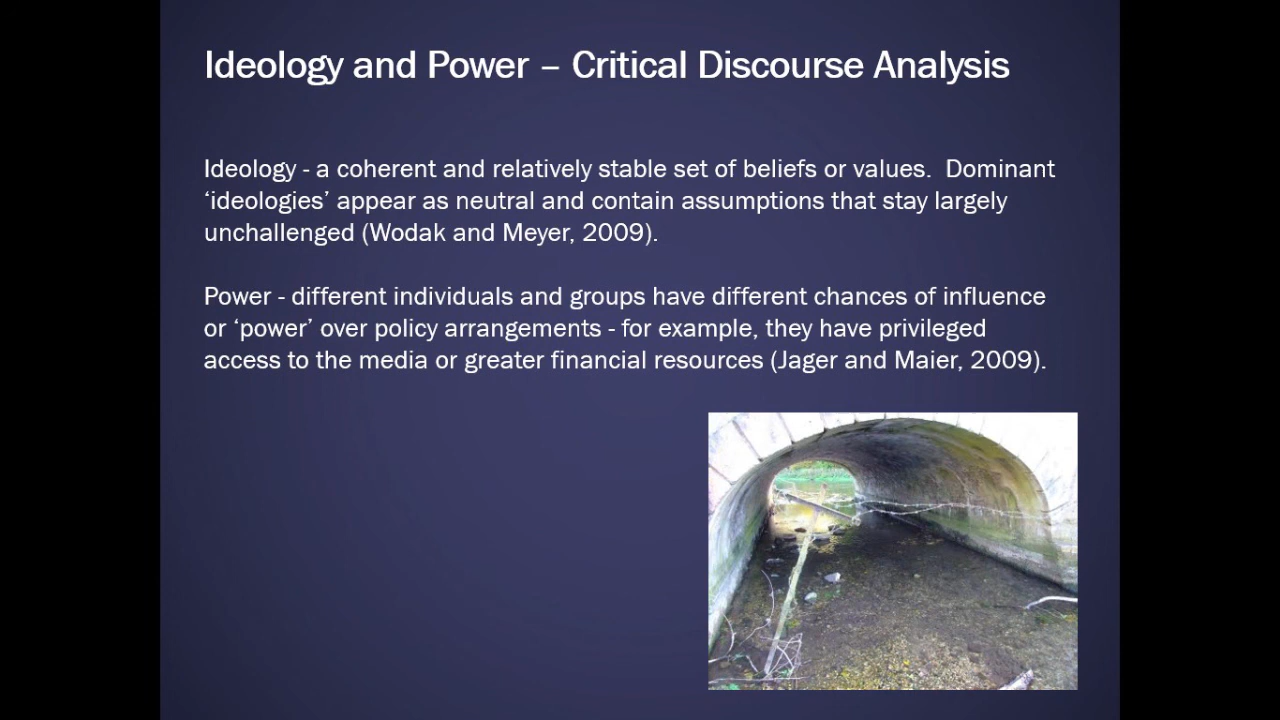 Ideology and Power – Critical Discourse Analysis
Ideology - a coherent and relatively stable set of beliefs or values.  Dominant
‘ideologies’ appear as neutral and contain assumptions that stay largely
unchallenged (Wodak and Meyer, 2009).
Power - different individuals and groups have different chances of influence
or ‘power’ over policy arrangements - for example, they have privileged
access to the media or greater financial resources (Jager and Maier, 2009).